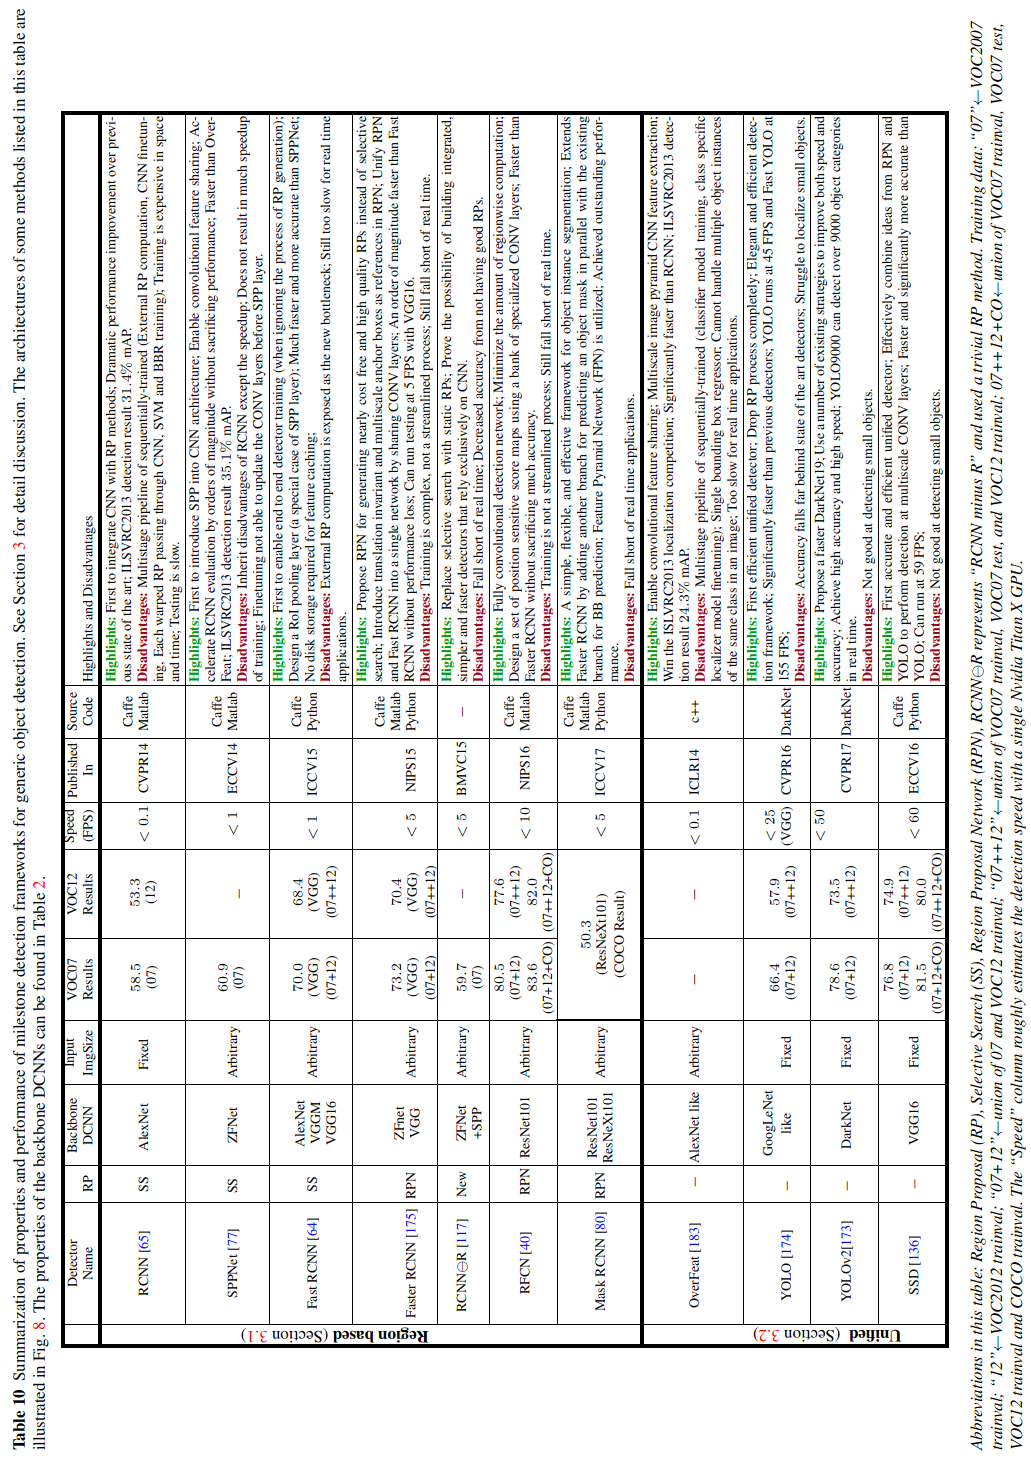 Table 10 Summarization of properties and performance of milestone detection frameworks for generic object detection. See Section 3 for detail discussion. The architectures of some methods listed in this table are
illustrated in Fig. 8. The properties of the backbone DCNNs can be found in Table 2.
Detector Name
RP
Backbone DCNN
Input ImgSize
VOC07 Results
VOC12 Results
Speed (FPS)
Published In
Source Code
Highlights and Disadvantages
Region based (Section 3.1)
RCNN [65]
SS
AlexNet
Fixed
58.5
(07)
53.3
(12)
< 0.1
CVPR14
Caffe
Matlab
Highlights: First to integrate CNN with RP methods; Dramatic performance improvement over previ-
ous state of the art; ILSVRC2013 detection result 31.4% mAP.
Disadvantages: Multistage pipeline of sequentially-trained (External RP computation, CNN finetun-
ing, Each warped RP passing through CNN, SVM and BBR training); Training is expensive in space
and time; Testing is slow.
SPPNet [77]
SS
ZFNet
Arbitrary
60.9
(07)
−
< 1
ECCV14
Caffe
Matlab
Highlights: First to introduce SPP into CNN architecture; Enable convolutional feature sharing; Ac-
celerate RCNN evaluation by orders of magnitude without sacrificing performance; Faster than Over-
Feat; ILSVRC2013 detection result 35.1% mAP.
Disadvantages: Inherit disadvantages of RCNN except the speedup; Does not result in much speedup
of training; Finetuning not able to update the CONV layers before SPP layer.
Fast RCNN [64]
SS
AlexNet
VGGM
VGG16
Arbitrary
70.0
(VGG)
(07+12)
68.4
(VGG)
(07++12)
< 1
ICCV15
Caffe
Python
Highlights: First to enable end to end detector training (when ignoring the process of RP generation);
Design a RoI pooling layer (a special case of SPP layer); Much faster and more accurate than SPPNet;
No disk storage required for feature caching;
Disadvantages: External RP computation is exposed as the new bottleneck; Still too slow for real time
applications.
Faster RCNN [175]
RPN
ZFnet
VGG
Arbitrary
73.2
(VGG)
(07+12)
70.4
(VGG)
(07++12)
< 5
NIPS15
Caffe
Matlab
Python
Highlights: Propose RPN for generating nearly cost free and high quality RPs instead of selective
search; Introduce translation invariant and multiscale anchor boxes as references in RPN; Unify RPN
and Fast RCNN into a single network by sharing CONV layers; An order of magnitude faster than Fast
RCNN without performance loss; Can run testing at 5 FPS with VGG16.
Disadvantages: Training is complex, not a streamlined process; Still fall short of real time.
RCNN⊖R [117]
New
ZFNet
+SPP
Arbitrary
59.7
(07)
−
< 5
BMVC15
−
Highlights: Replace selective search with static RPs; Prove the possibility of building integrated,
simpler and faster detectors that rely exclusively on CNN.
Disadvantages: Fall short of real time; Decreased accuracy from not having good RPs.
RFCN [40]
RPN
ResNet101
Arbitrary
80.5
(07+12)
83.6
(07+12+CO)
77.6
(07++12)
82.0
(07++12+CO)
< 10
NIPS16
Caffe
Matlab
Highlights: Fully convolutional detection network; Minimize the amount of regionwise computation;
Design a set of position sensitive score maps using a bank of specialized CONV layers; Faster than
Faster RCNN without sacrificing much accuracy.
Disadvantages: Training is not a streamlined process; Still fall short of real time.
Mask RCNN [80]
RPN
ResNet101
ResNeXt101
Arbitrary
50.3
(ResNeXt101)
(COCO Result)
< 5
ICCV17
Caffe
Matlab
Python
Highlights: A simple, flexible, and effective framework for object instance segmentation; Extends
Faster RCNN by adding another branch for predicting an object mask in parallel with the existing
branch for BB prediction; Feature Pyramid Network (FPN) is utilized; Achieved outstanding perfor-
mance.
Disadvantages: Fall short of real time applications.
Unified (Section 3.2)
OverFeat [183]
−
AlexNet like
Arbitrary
−
−
< 0.1
ICLR14
c++
Highlights: Enable convolutional feature sharing; Multiscale image pyramid CNN feature extraction;
Win the ISLVRC2013 localization competition; Significantly faster than RCNN; ILSVRC2013 detec-
tion result 24.3% mAP.
Disadvantages: Multistage pipeline of sequentially-trained (classifier model training, class specific
localizer model finetuning); Single bounding box regressor; Cannot handle multiple object instances
of the same class in an image; Too slow for real time applications.
YOLO [174]
−
GoogLeNet
like
Fixed
66.4
(07+12)
57.9
(07++12)
< 25
(VGG)
CVPR16
DarkNet
Highlights: First efficient unified detector; Drop RP process completely; Elegant and efficient detec-
tion framework; Significantly faster than previous detectors; YOLO runs at 45 FPS and Fast YOLO at
155 FPS;
Disadvantages: Accuracy falls far behind state of the art detectors; Struggle to localize small objects.
YOLOv2[173]
−
DarkNet
Fixed
78.6
(07+12)
73.5
(07++12)
< 50
CVPR17
DarkNet
Highlights: Propose a faster DarkNet19; Use a number of existing strategies to improve both speed and
accuracy; Achieve high accuracy and high speed; YOLO9000 can detect over 9000 object categories
in real time.
Disadvantages: Not good at detecting small objects.
SSD [136]
−
VGG16
Fixed
76.8
(07+12)
81.5
(07+12+CO)
74.9
(07++12)
80.0
(07++12+CO)
< 60
ECCV16
Caffe
Python
Highlights: First accurate and efficient unified detector; Effectively combine ideas from RPN and
YOLO to perform detection at multiscale CONV layers; Faster and significantly more accurate than
YOLO; Can run at 59 FPS;
Disadvantages: Not good at detecting small objects.
Abbreviations in this table: Region Proposal (RP), Selective Search (SS), Region Proposal Network (RPN), RCNN⊖R represents “RCNN minus R” and used a trivial RP method. Training data: “07”←VOC2007
trainval; “12”←VOC2012 trainval; “07+12”←union of 07 and VOC12 trainval; “07++12”←union of VOC07 trainval, VOC07 test, and VOC12 trainval; 07++12+CO←union of VOC07 trainval, VOC07 test,
VOC12 trainval and COCO trainval. The “Speed” column roughly estimates the detection speed with a single Nvidia Titan X GPU.